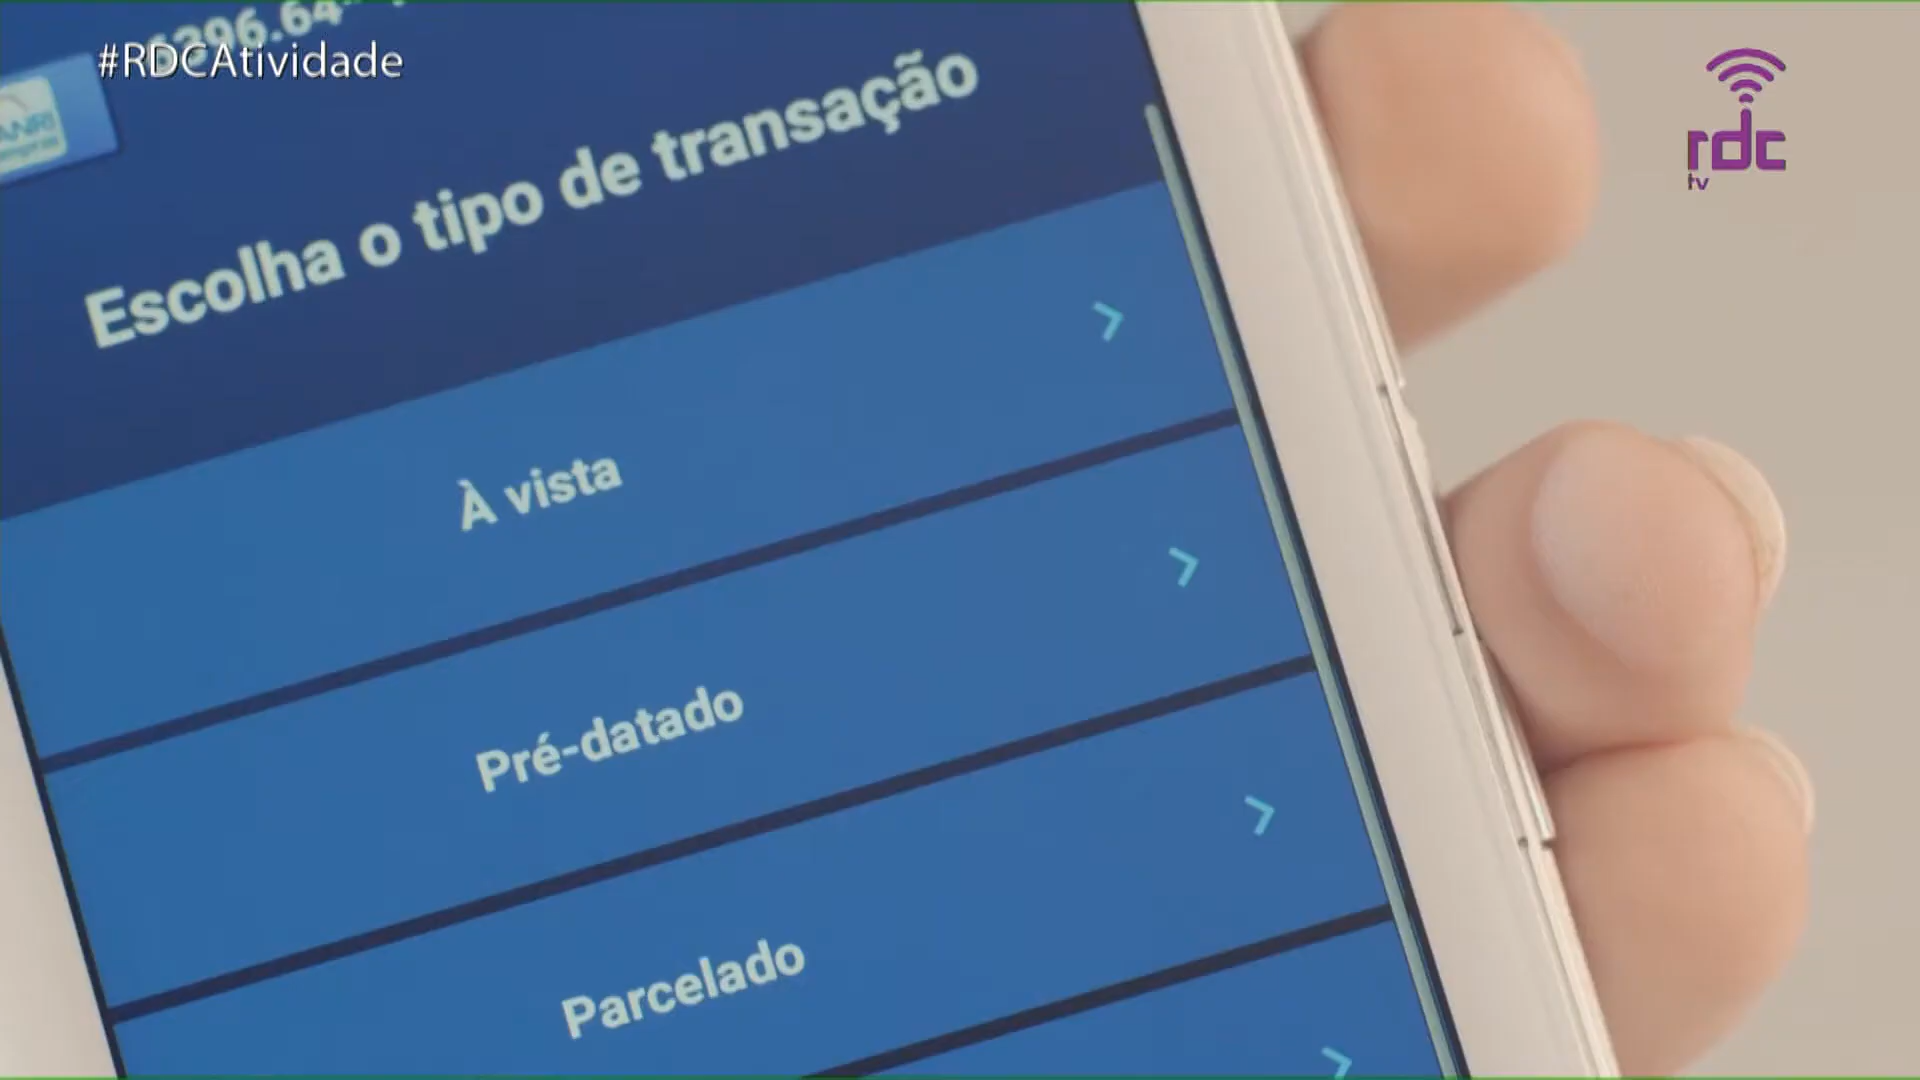 #RDCAtividade
rdc
tv
Escolha o tipo de transação
À vista
Pré-datado
Parcelado